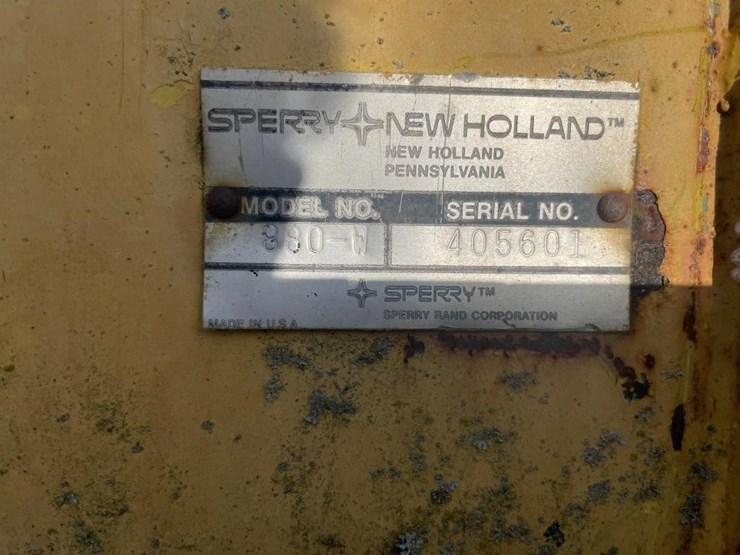 SPERRY NEW HOLLAND™
NEW HOLLAND
PENNSYLVANIA
MODEL NO. SERIAL NO.
405601
SPERRY™
SPERRY RAND CORPORATION
MADE IN U.S.A